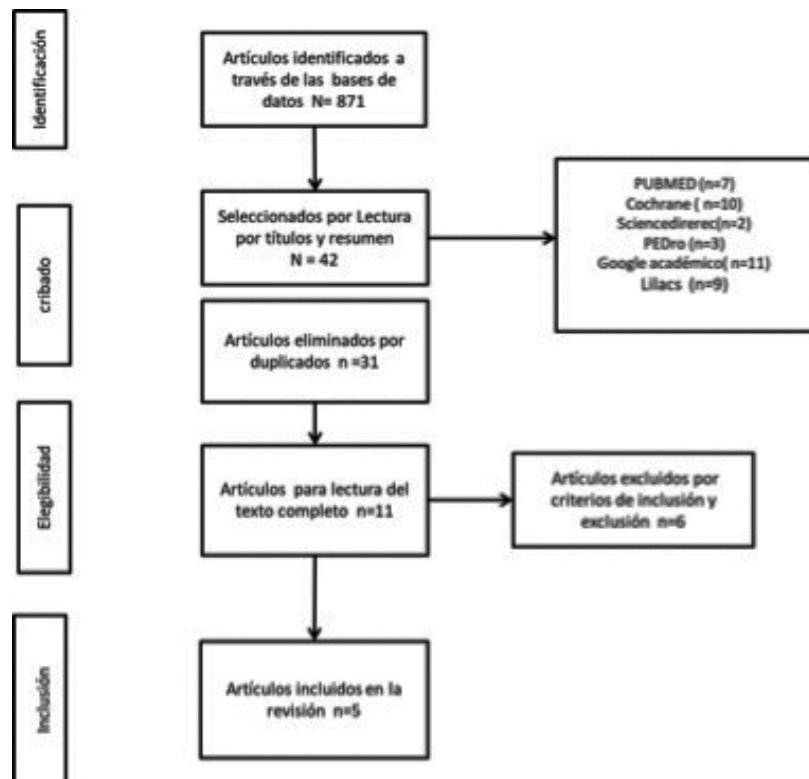 Identificación
Artículos identificados a
través de las bases de
datos N= 871
cribado
Seleccionados por Lectura
por títulos y resumen
N = 42
PUBMED (n=7)
Cochrane ( n=10)
Sciencedirerec(n=2)
PEDro (n=3)
Google académico( n=11)
Lilacs (n=9)
Artículos eliminados por
duplicados n =31
Elegibilidad
Artículos para lectura del
texto completo n=11
Artículos excluidos por
criterios de inclusión y
exclusión n=6
Inclusión
Artículos incluidos en la
revisión n=5